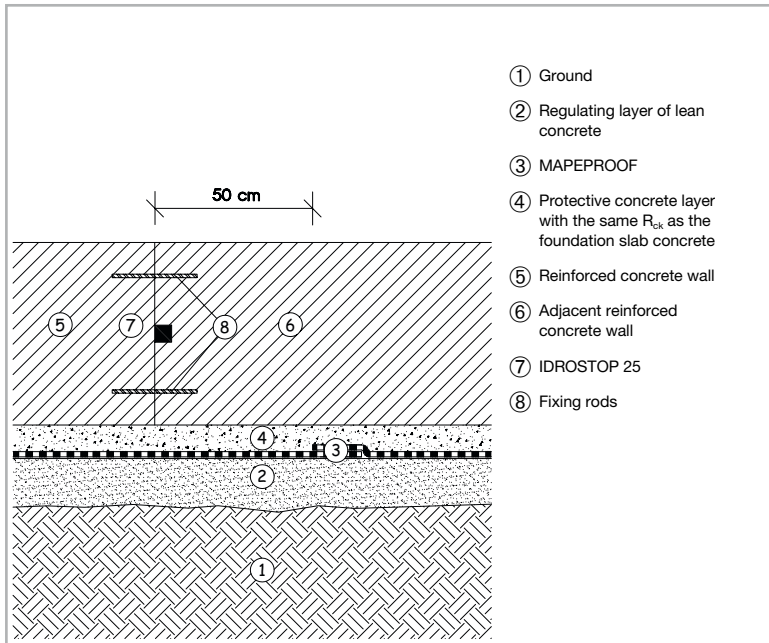 ① Ground
② Regulating layer of lean
concrete
③ MAPEPROOF
④ Protective concrete layer
with the same Rck as the
foundation slab concrete
⑤ Reinforced concrete wall
⑥ Adjacent reinforced
concrete wall
⑦ IDROSTOP 25
⑧ Fixing rods
50 cm
⑤ ⑦ ⑧ ⑥
④
③
②
①